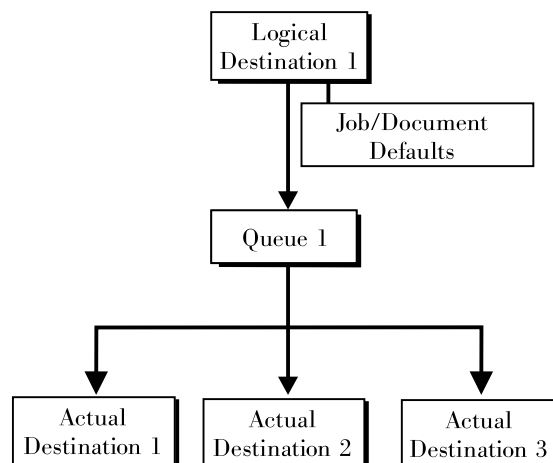 Logical
Destination 1
Job/Document
Defaults
Queue 1
Actual
Destination 1
Actual
Destination 2
Actual
Destination 3